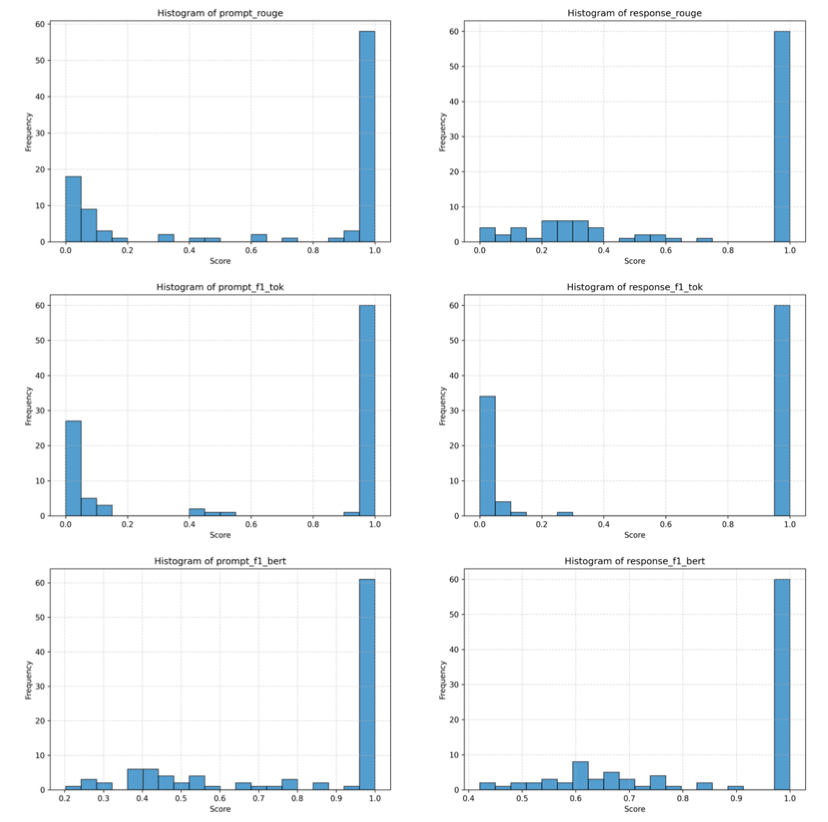 Histogram of prompt_rouge
60
50
40
30
20
10
0
Frequency
0.0 0.2 0.4 0.6 0.8 1.0
Score
Histogram of response_rouge
60
50
40
30
20
10
0
Frequency
0.0 0.2 0.4 0.6 0.8 1.0
Score
Histogram of prompt_f1_tok
60
50
40
30
20
10
0
Frequency
0.0 0.2 0.4 0.6 0.8 1.0
Score
Histogram of response_f1_tok
60
50
40
30
20
10
0
Frequency
0.0 0.2 0.4 0.6 0.8 1.0
Score
Histogram of prompt_f1_bert
60
50
40
30
20
10
0
Frequency
0.2 0.3 0.4 0.5 0.6 0.7 0.8 0.9 1.0
Score
Histogram of response_f1_bert
60
50
40
30
20
10
0
Frequency
0.4 0.5 0.6 0.7 0.8 0.9 1.0
Score